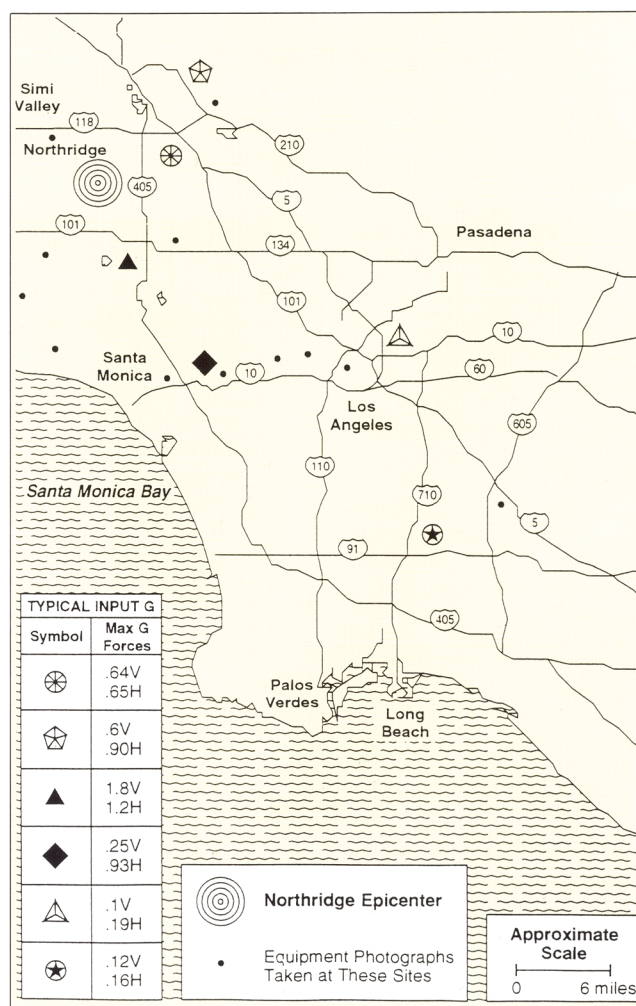 Simi
Valley
118
Northridge
405
210
5
101
134
Pasadena
101
10
Santa
Monica
10
60
Los
Angeles
605
110
710
Santa Monica Bay
5
91
405
TYPICAL INPUT G
Symbol
Max G
Forces
.64V
.65H
.6V
.90H
1.8V
1.2H
.25V
.93H
.1V
.19H
.12V
.16H
Palos
Verdes
Long
Beach
Northridge Epicenter
Equipment Photographs
Taken at These Sites
Approximate
Scale
0 6 miles